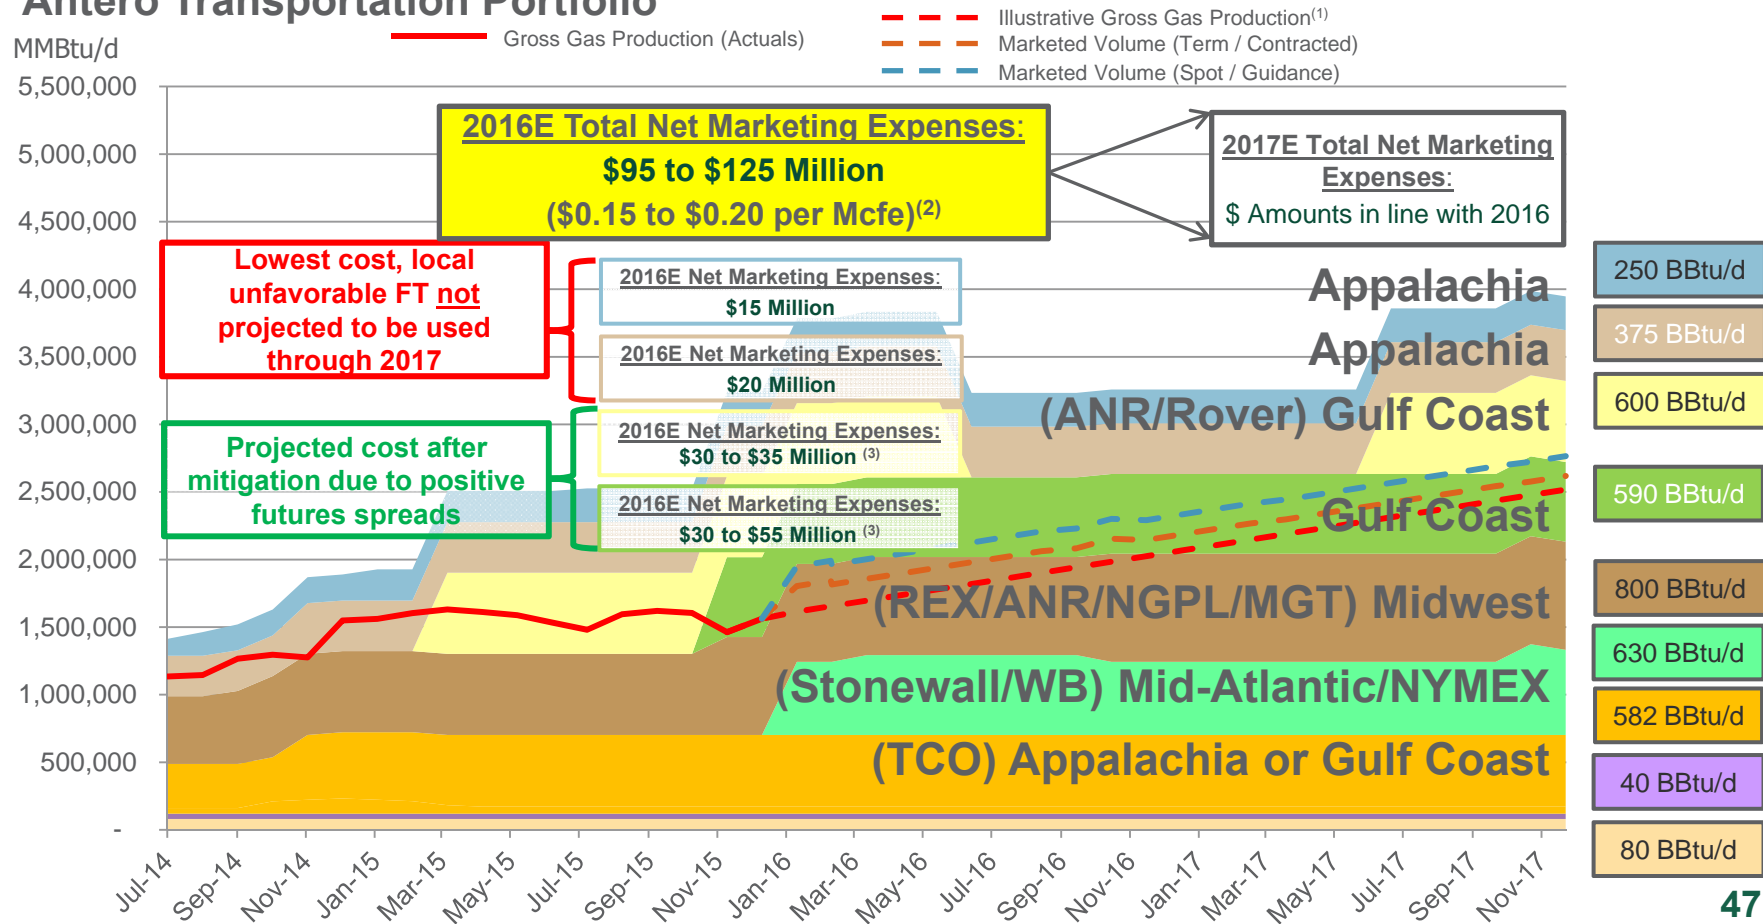 Antero Transportation Portfolio
MMBtu/d
Gross Gas Production (Actuals)
Illustrative Gross Gas Production(1)
Marketed Volume (Term / Contracted)
Marketed Volume (Spot / Guidance)
5,500,000
5,000,000
4,500,000
4,000,000
3,500,000
3,000,000
2,500,000
2,000,000
1,500,000
1,000,000
500,000
-
2016E Total Net Marketing Expenses:
$95 to $125 Million
($0.15 to $0.20 per Mcfe)(2)
2017E Total Net Marketing
Expenses:
$ Amounts in line with 2016
Lowest cost, local
unfavorable FT not
projected to be used
through 2017
2016E Net Marketing Expenses:
$15 Million
2016E Net Marketing Expenses:
$20 Million
Projected cost after
mitigation due to positive
futures spreads
2016E Net Marketing Expenses:
$30 to $35 Million (3)
2016E Net Marketing Expenses:
$30 to $55 Million (3)
Appalachia
Appalachia
(ANR/Rover) Gulf Coast
Gulf Coast
(REX/ANR/NGPL/MGT) Midwest
(Stonewall/WB) Mid-Atlantic/NYMEX
(TCO) Appalachia or Gulf Coast
250 BBtu/d
375 BBtu/d
600 BBtu/d
590 BBtu/d
800 BBtu/d
630 BBtu/d
582 BBtu/d
40 BBtu/d
80 BBtu/d
Jul-14
Sep-14
Nov-14
Jan-15
Mar-15
May-15
Jul-15
Sep-15
Nov-15
Jan-16
Mar-16
May-16
Jul-16
Sep-16
Nov-16
Jan-17
Mar-17
May-17
Jul-17
Sep-17
Nov-17
47